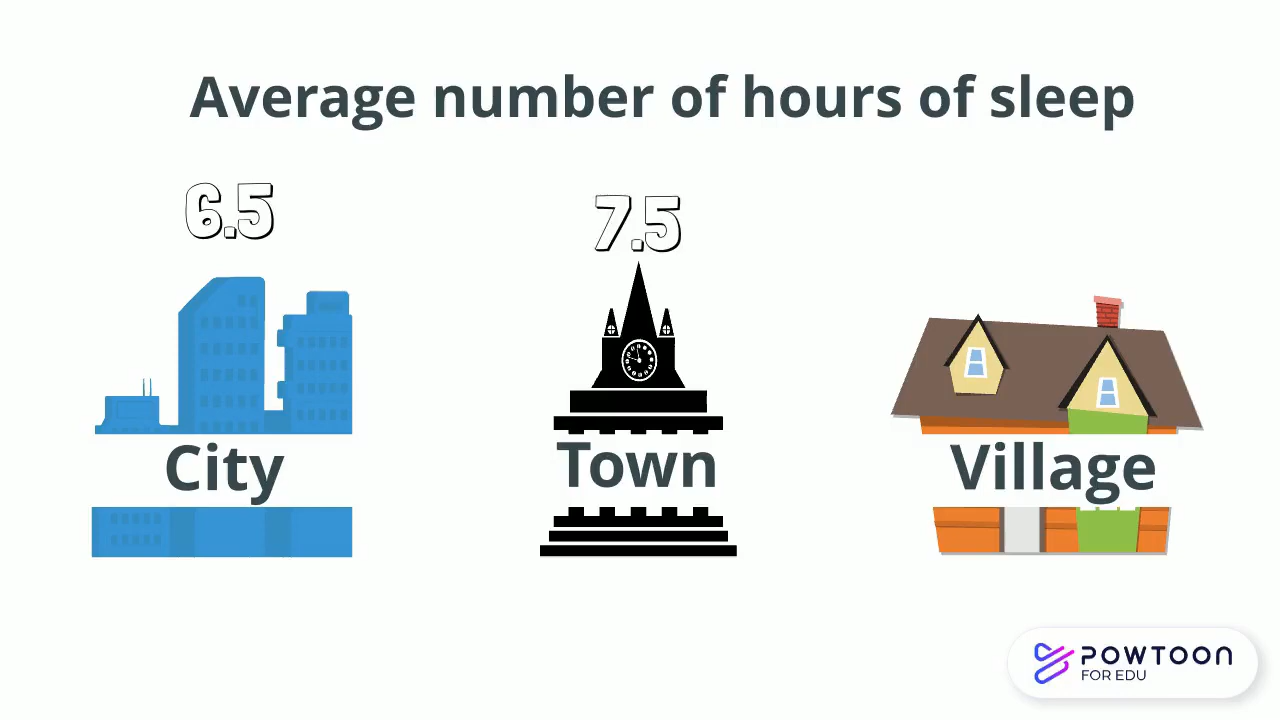 Average number of hours of sleep
6.5
7.5
City
Town
Village
POWTOON
FOR EDU